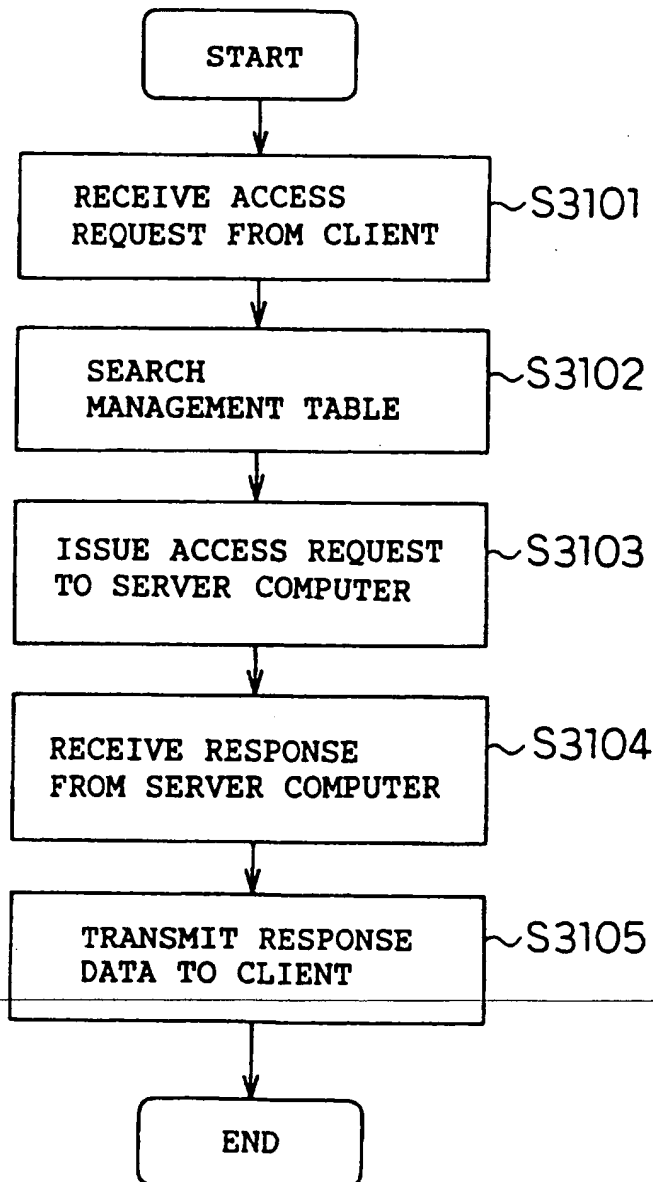 START
RECEIVE ACCESS
REQUEST FROM CLIENT
S3101
SEARCH
MANAGEMENT TABLE
S3102
ISSUE ACCESS REQUEST
TO SERVER COMPUTER
S3103
RECEIVE RESPONSE
FROM SERVER COMPUTER
S3104
TRANSMIT RESPONSE
DATA TO CLIENT
S3105
END